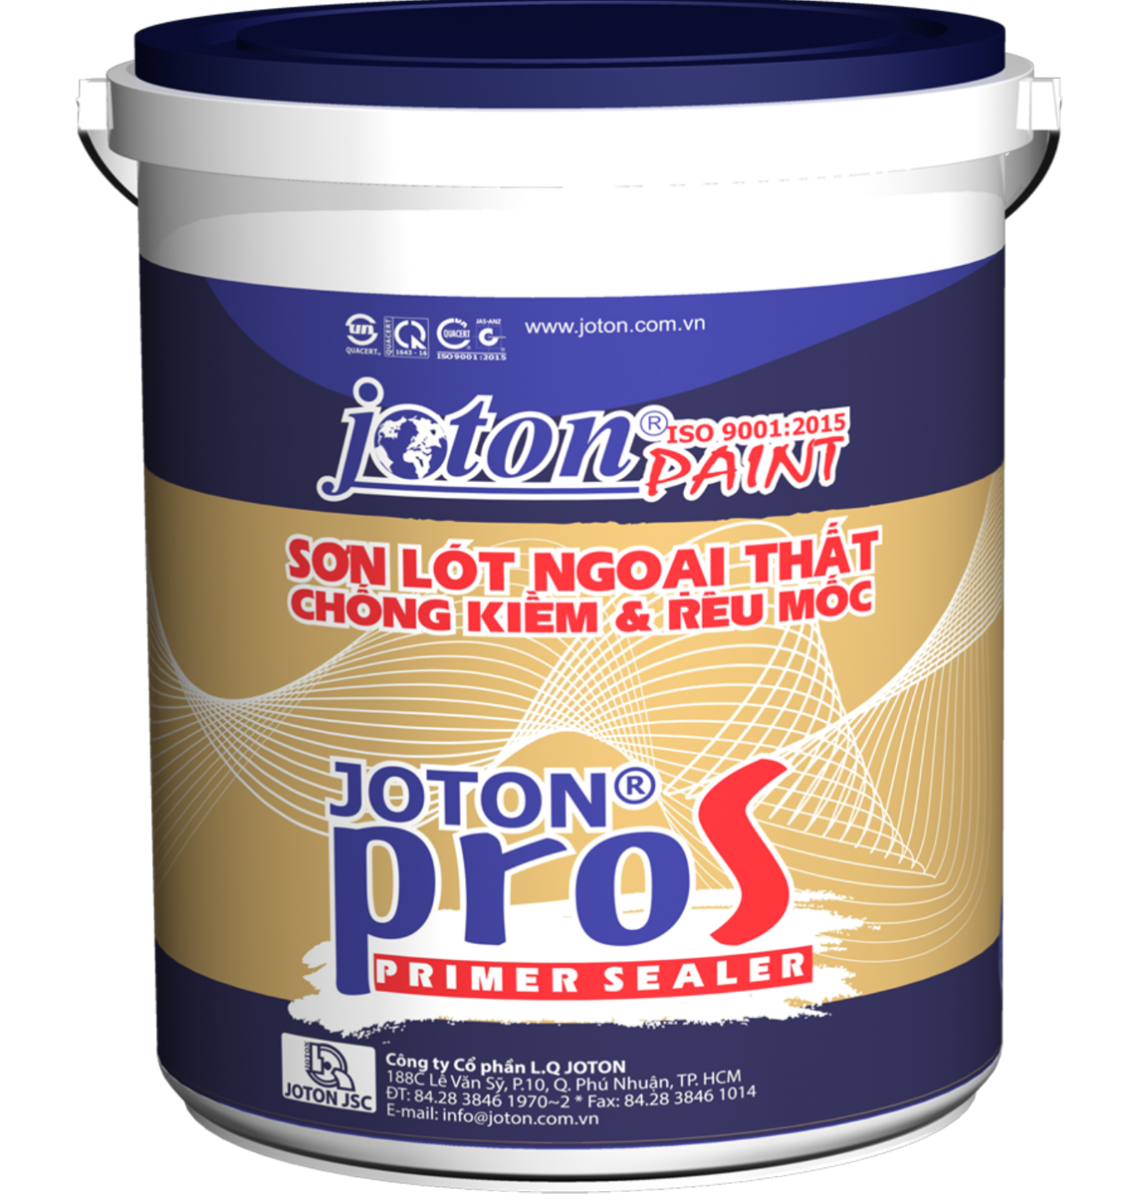 www.joton.com.vn
QUACERT
QUACERT
1643 - 16
QUACERT
JAS-ANZ
ISO 9001:2015
joton®
ISO 9001:2015
PAINT
SƠN LÓT NGOẠI THẤT
CHỐNG KIỀM & RÊU MỐC
JOTON®
proS
PRIMER SEALER
JOTON JSC
Công ty Cổ phần L.Q JOTON
188C Lê Văn Sỹ, P.10, Q. Phú Nhuận, TP. HCM
ĐT: 84.28 3846 1970~2 * Fax: 84.28 3846 1014
E-mail: info@joton.com.vn